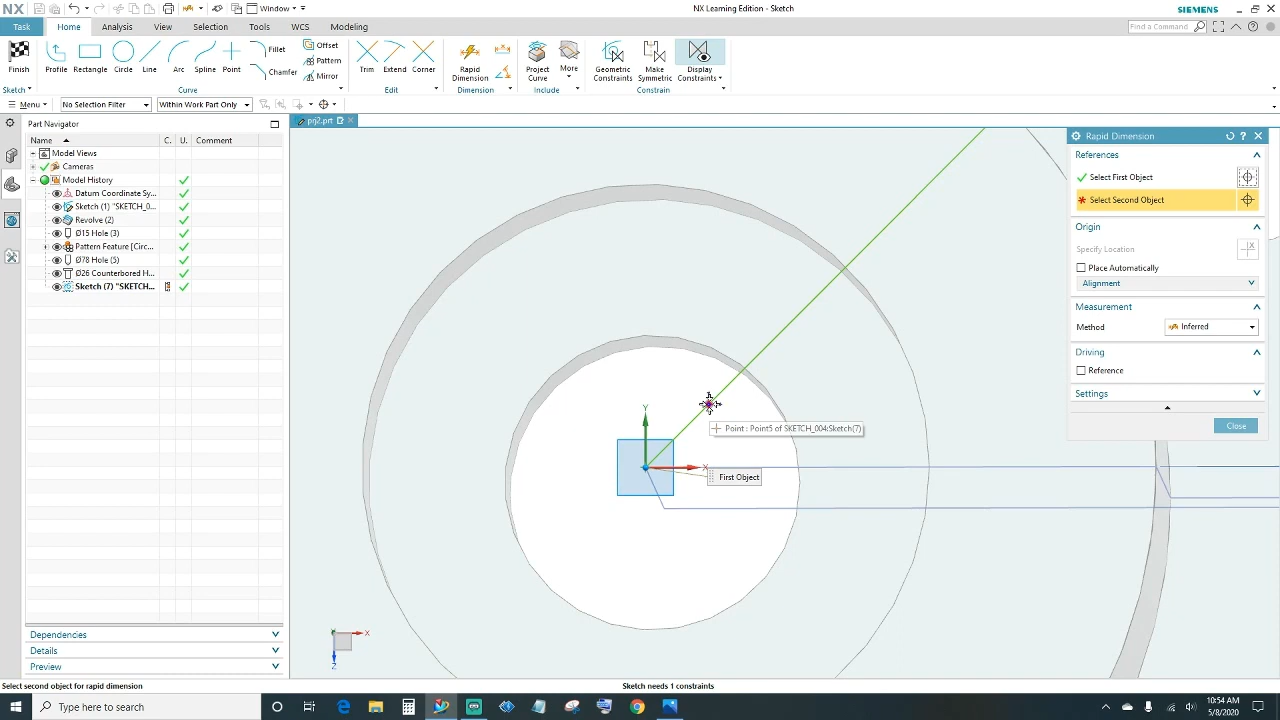 NX
Window
NX Learning Edition - Sketch
SIEMENS
Task
Home
Analysis
View
Selection
Tools
WCS
Modeling
Find a Command
Finish
Profile
Rectangle
Circle
Line
Arc
Spline
Point
Fillet
Chamfer
Offset
Pattern
Mirror
Trim
Extend
Corner
Rapid
Dimension
Project
Curve
More
Geometric
Constraints
Make
Symmetric
Display
Constraints
Sketch
Curve
Edit
Dimension
Include
Constrain
Menu
No Selection Filter
Within Work Part Only
Part Navigator
prj2.prt
Name
C.
U.
Comment
Model Views
Cameras
Model History
Datum Coordinate Sy...
Sketch (1) "SKETCH_0...
Revolve (2)
Ø15 Hole (3)
Pattern Feature [Circ...
Ø78 Hole (5)
Ø26 Counterbored H...
Sketch (7) "SKETCH...
Dependencies
Details
Preview
Y
X
Point : Point5 of SKETCH_004:Sketch(7)
First Object
X
Z
Rapid Dimension
References
Select First Object
Select Second Object
Origin
Specify Location
Place Automatically
Alignment
Measurement
Method
Inferred
Driving
Reference
Settings
Close
Select second object for rapid dimension
Sketch needs 1 constraints
Type here to search
10:54 AM
5/8/2020